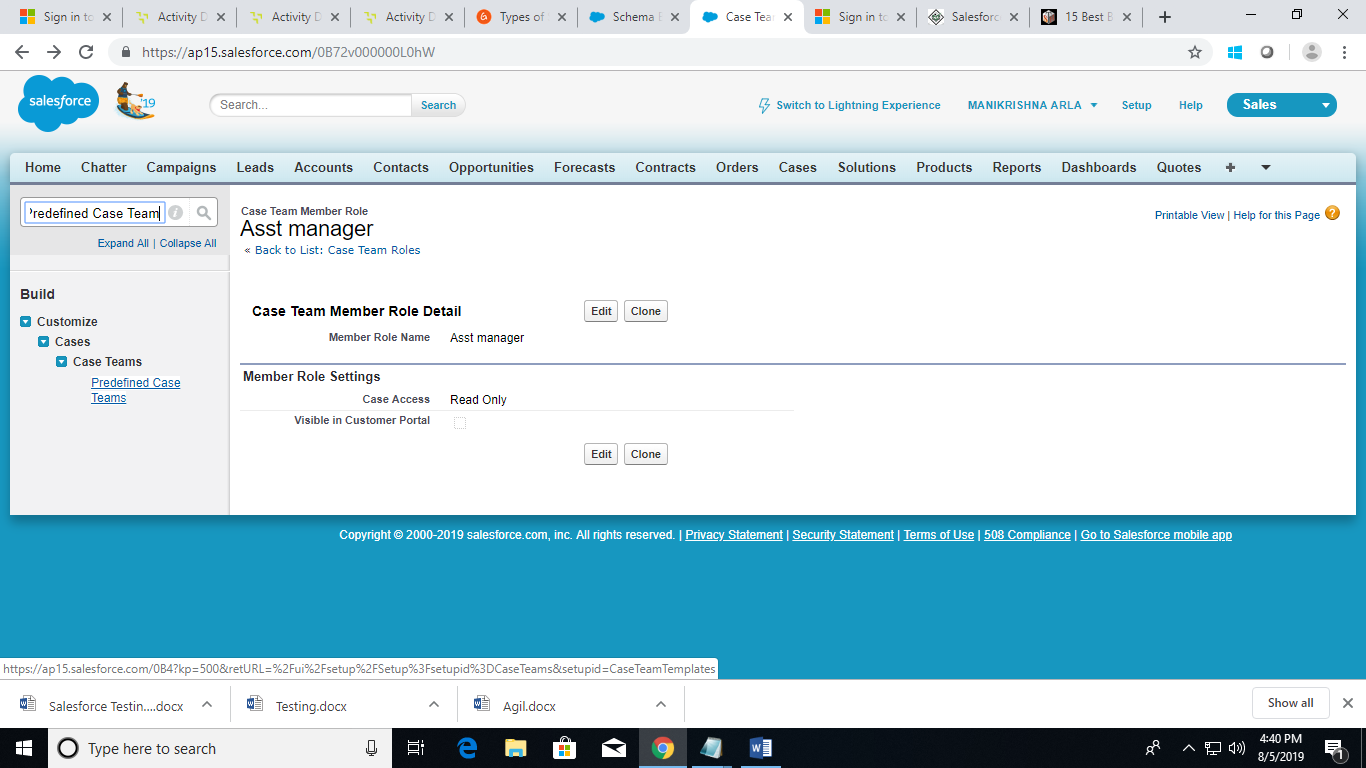 Sign in to
Activity D
Activity D
Activity D
Types of
Schema E
Case Tea
Sign in to
Salesforc
15 Best B
https://ap15.salesforce.com/0B72v000000L0hW
salesforce
'19
Search...
Search
Switch to Lightning Experience
MANIKRISHNA ARLA
Setup
Help
Sales
Home Chatter Campaigns Leads Accounts Contacts Opportunities Forecasts Contracts Orders Cases Solutions Products Reports Dashboards Quotes +
Predefined Case Team
Expand All | Collapse All
Build
Customize
Cases
Case Teams
Predefined Case
Teams
Case Team Member Role
Asst manager
« Back to List: Case Team Roles
Printable View | Help for this Page ?
Case Team Member Role Detail
Edit Clone
Member Role Name Asst manager
Member Role Settings
Case Access Read Only
Visible in Customer Portal
Edit Clone
Copyright © 2000-2019 salesforce.com, inc. All rights reserved. | Privacy Statement | Security Statement | Terms of Use | 508 Compliance | Go to Salesforce mobile app
https://ap15.salesforce.com/0B4?kp=500&retURL=%2Fui%2Fsetup%2FSetup%3Fsetupid%3DCaseTeams&setupid=CaseTeamTemplates
Salesforce Testin....docx
Testing.docx
Agil.docx
Show all
Type here to search
4:40 PM
8/5/2019
1